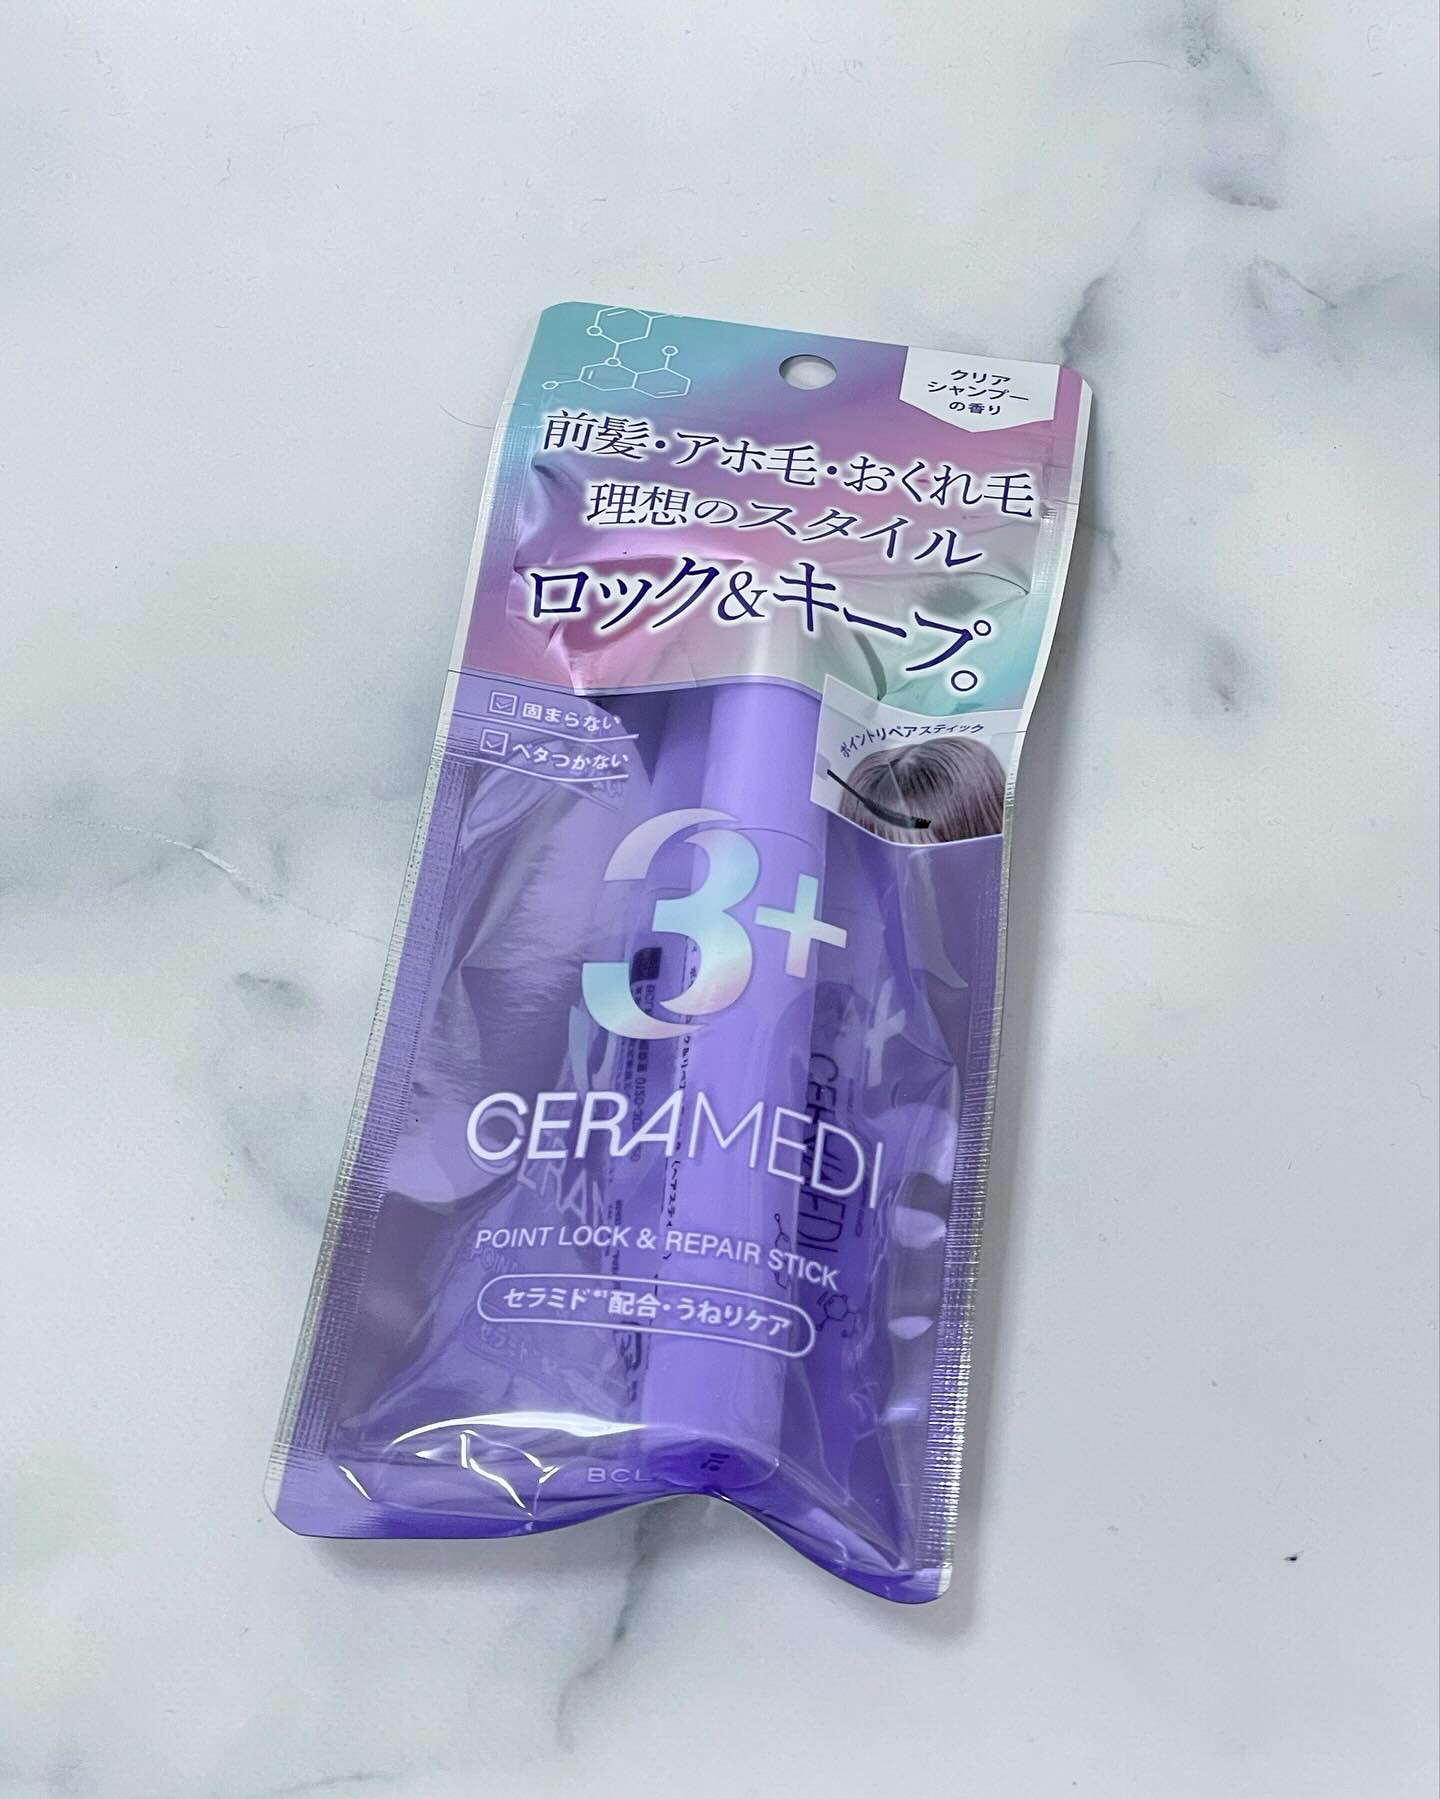 クリア
シャンプー
の香り
前髪・アホ毛・おくれ毛
理想のスタイル
ロック&キープ。
固まらない
ベタつかない
ポイントリペアスティック
3+
CERAMEDI
POINT LOCK & REPAIR STICK
セラミド*1配合・うねりケア
BCL